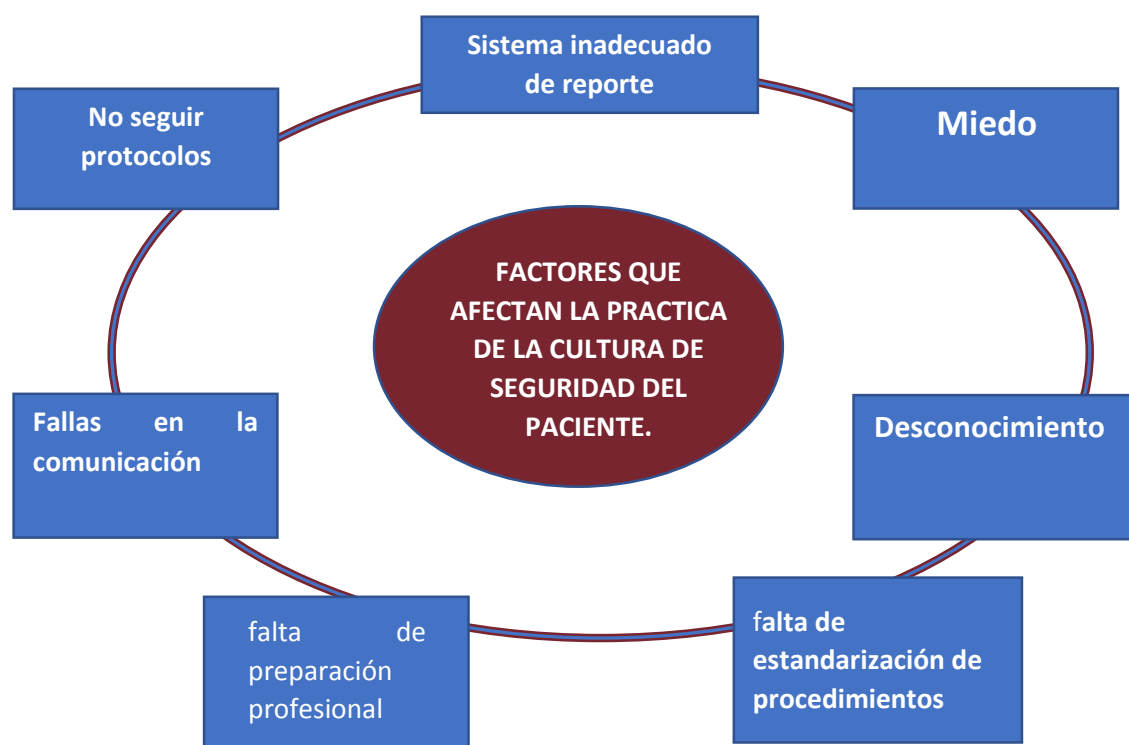 Sistema inadecuado
de reporte
Miedo
No seguir
protocolos
FACTORES QUE
AFECTAN LA PRACTICA
DE LA CULTURA DE
SEGURIDAD DEL
PACIENTE.
Fallas en la
comunicación
Desconocimiento
falta de
preparación
profesional
falta de
estandarización de
procedimientos